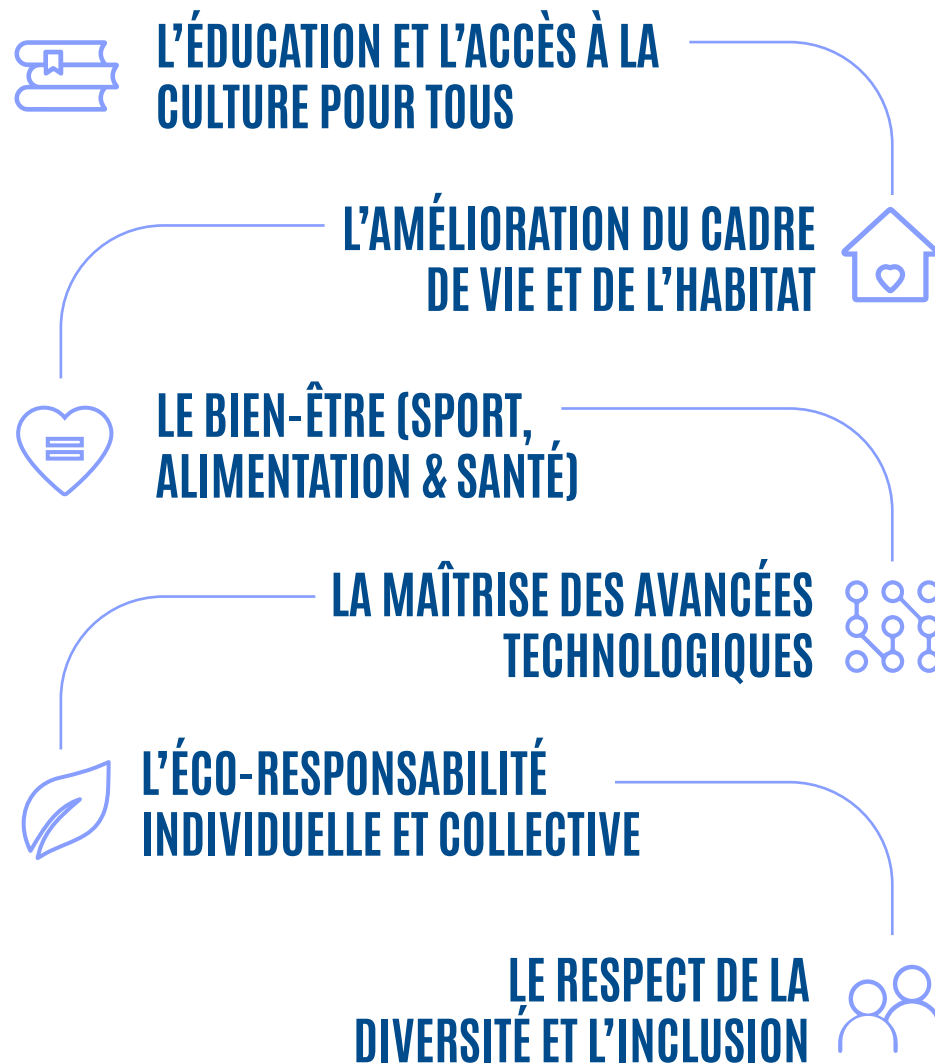 L’ÉDUCATION ET L’ACCÈS À LA
CULTURE POUR TOUS
L’AMÉLIORATION DU CADRE
DE VIE ET DE L’HABITAT
LE BIEN-ÊTRE (SPORT,
ALIMENTATION & SANTÉ)
LA MAÎTRISE DES AVANCÉES
TECHNOLOGIQUES
L’ÉCO-RESPONSABILITÉ
INDIVIDUELLE ET COLLECTIVE
LE RESPECT DE LA
DIVERSITÉ ET L’INCLUSION